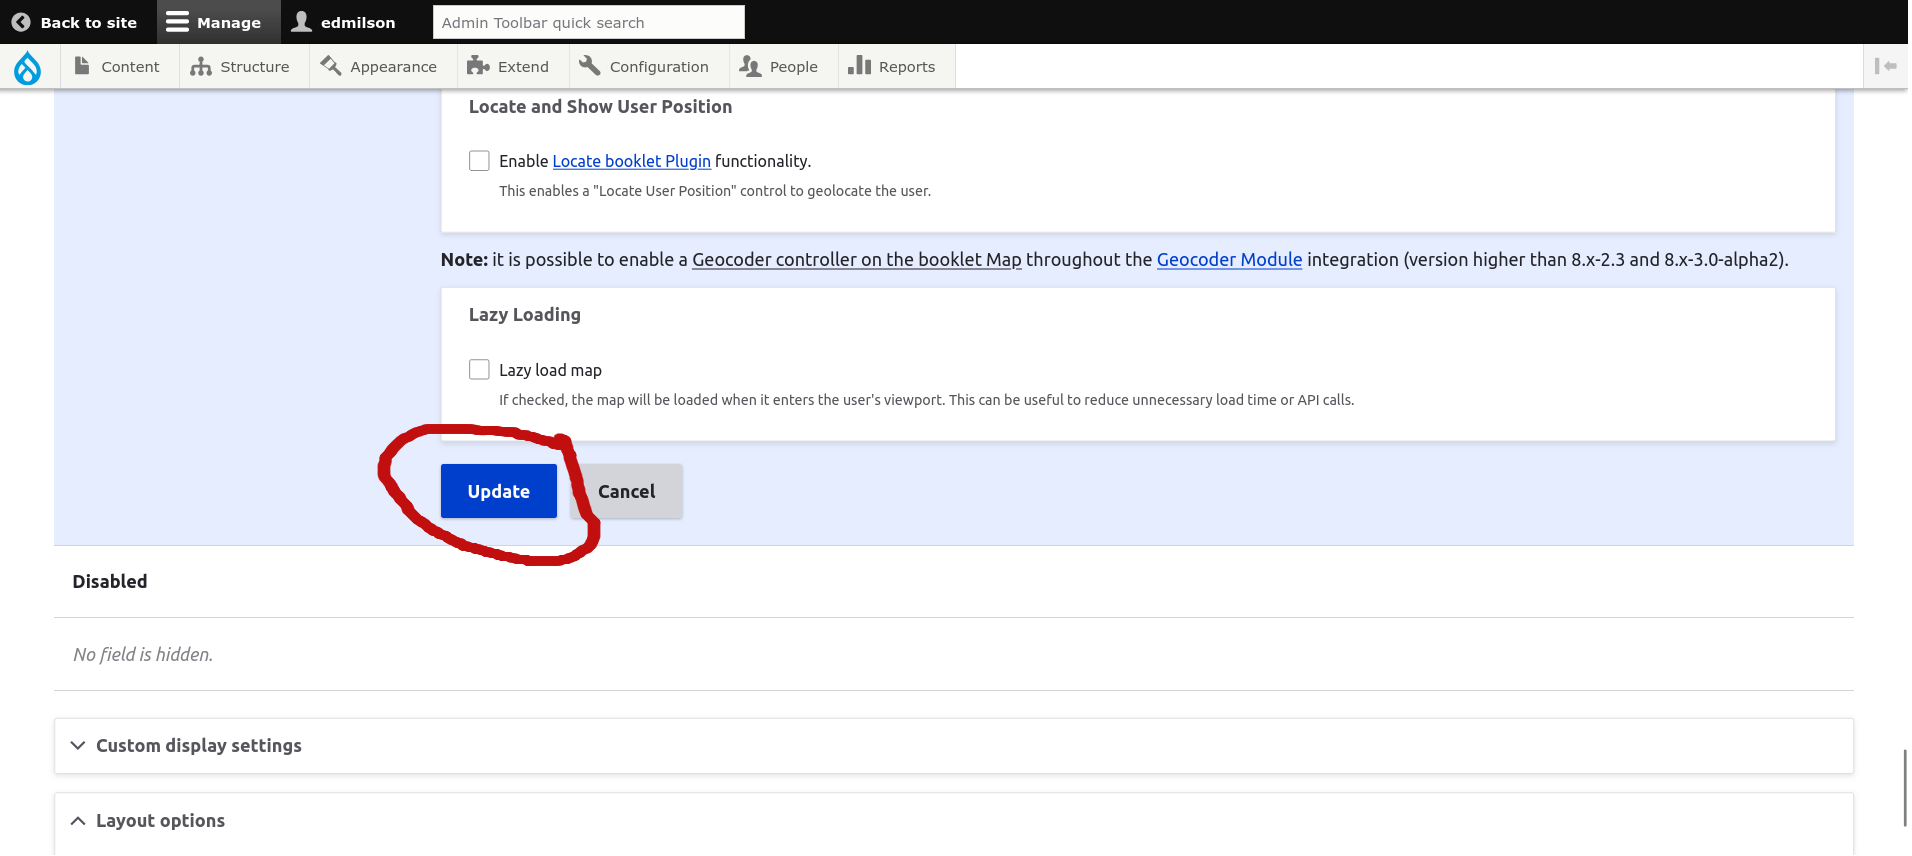 Back to site Manage edmilson Admin Toolbar quick search
Content Structure Appearance Extend Configuration People Reports
Locate and Show User Position
Enable Locate booklet Plugin functionality.
This enables a "Locate User Position" control to geolocate the user.
Note: it is possible to enable a Geocoder controller on the booklet Map throughout the Geocoder Module integration (version higher than 8.x-2.3 and 8.x-3.0-alpha2).
Lazy Loading
Lazy load map
If checked, the map will be loaded when it enters the user's viewport. This can be useful to reduce unnecessary load time or API calls.
Update Cancel
Disabled
No field is hidden.
Custom display settings
Layout options